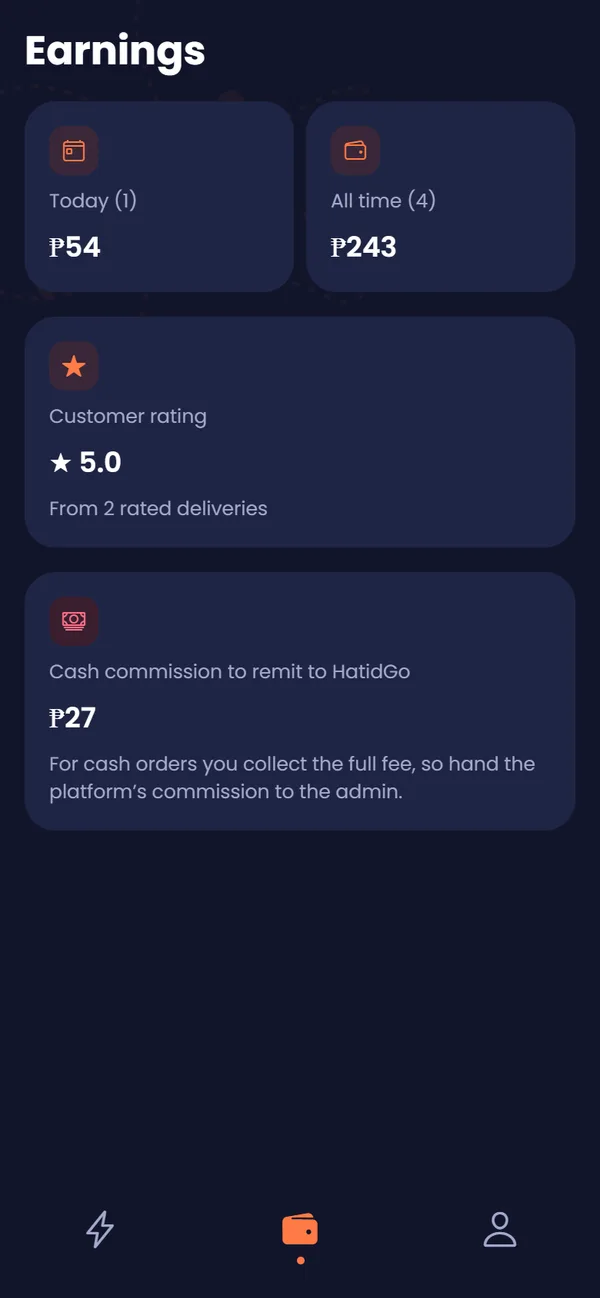 Earnings
Today (1)
₱54
All time (4)
₱243
Customer rating
★ 5.0
From 2 rated deliveries
Cash commission to remit to HatidGo
₱27
For cash orders you collect the full fee, so hand the
platform’s commission to the admin.